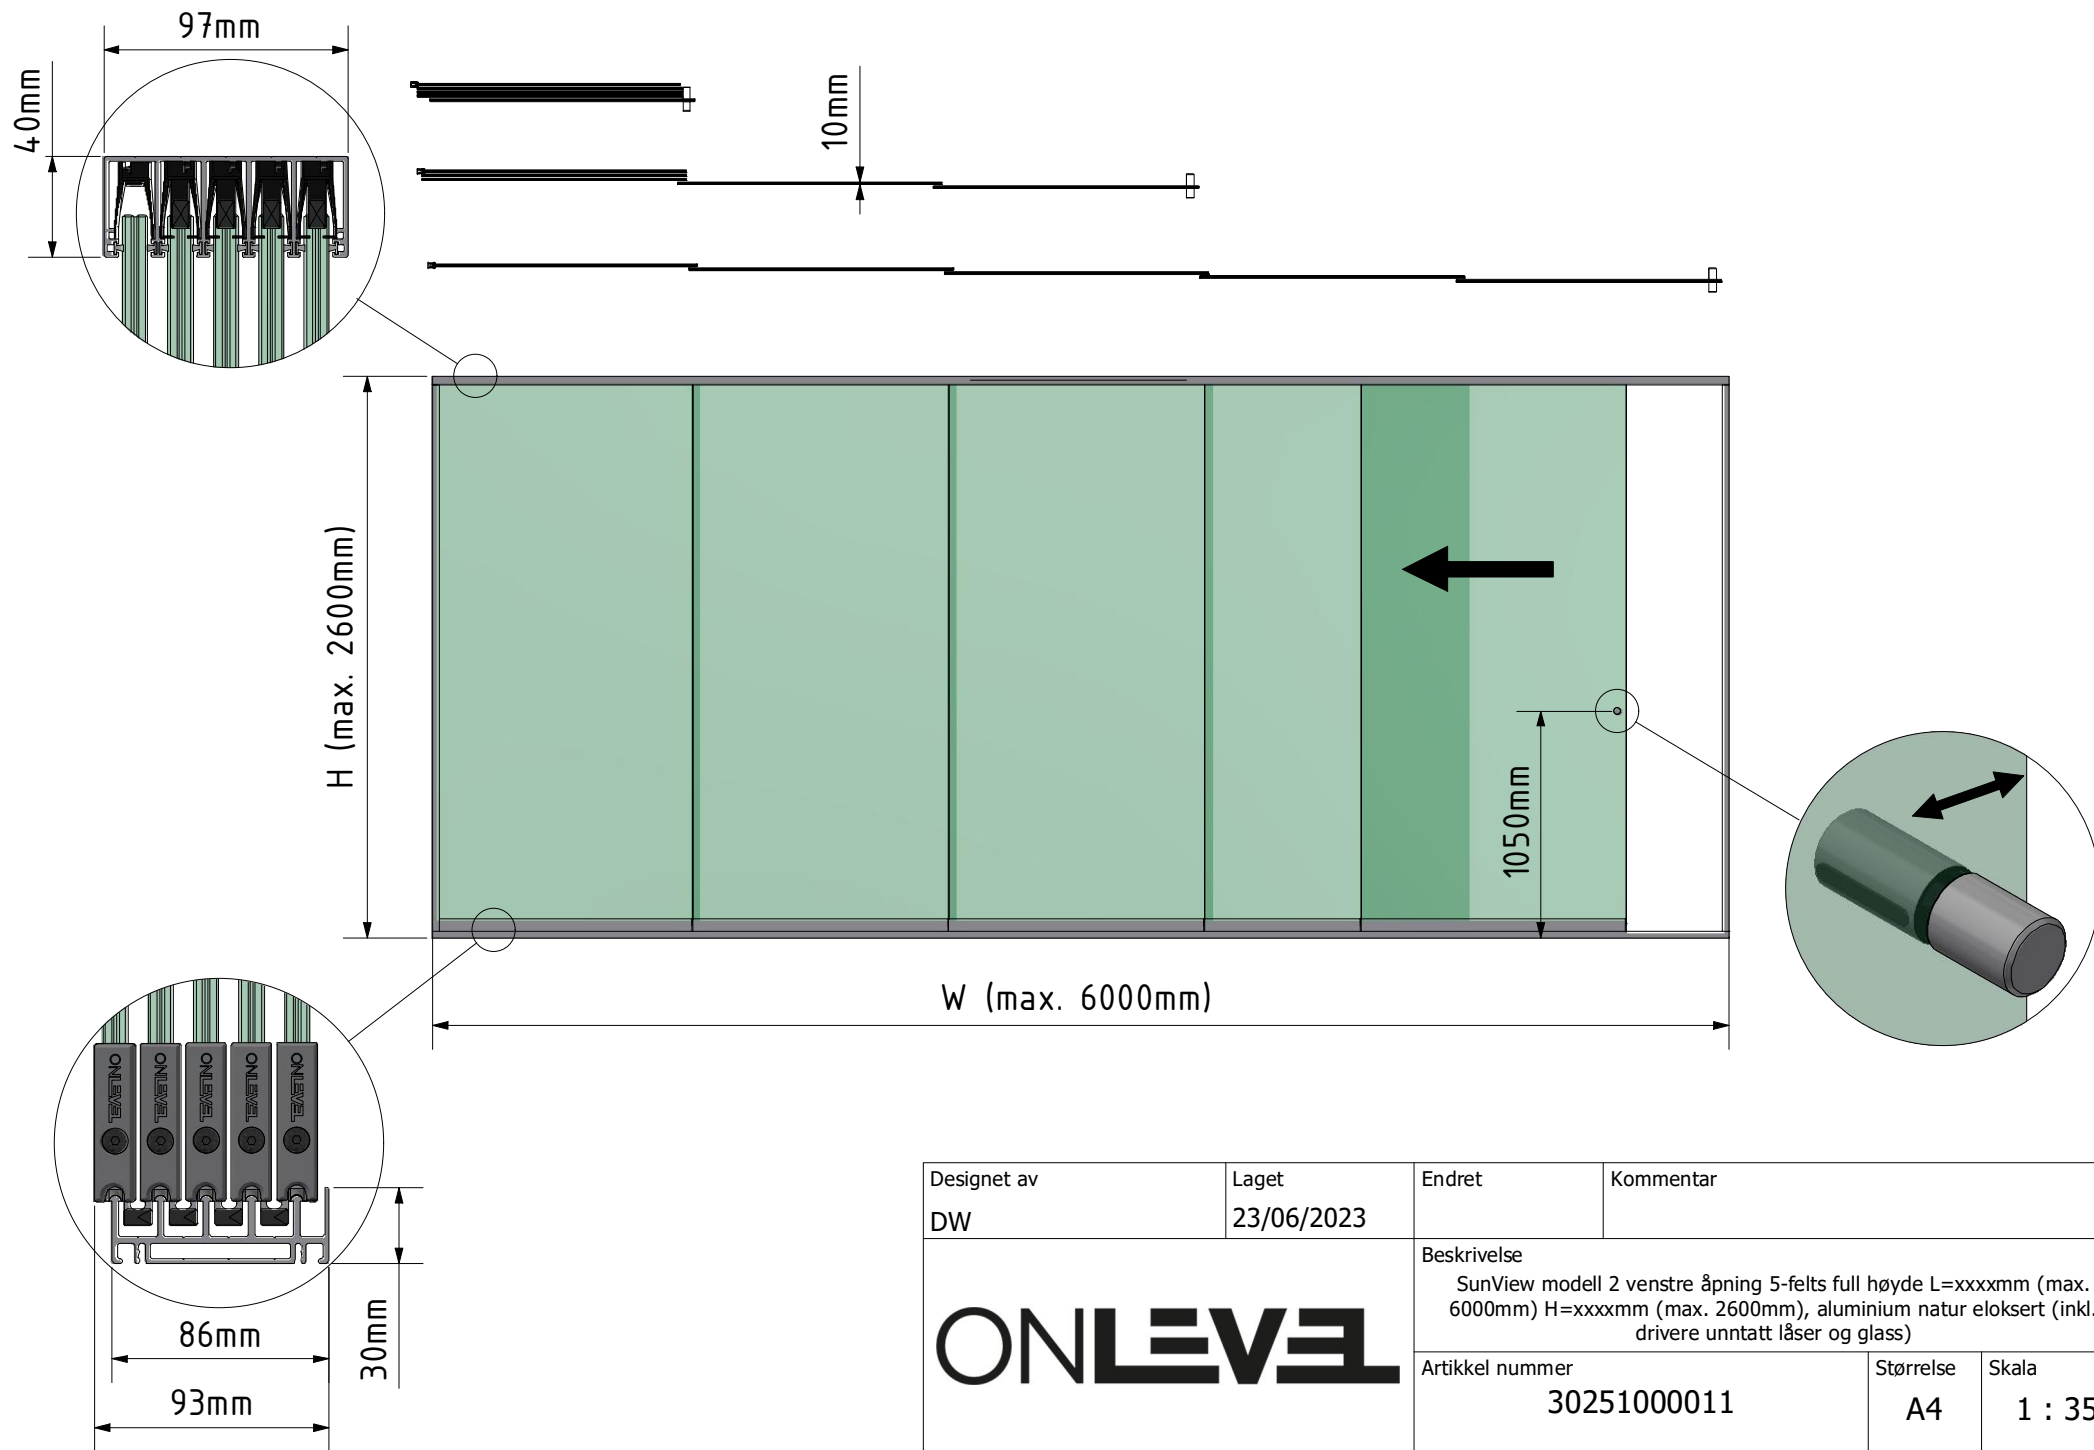 97mm
40mm
10mm
H (max. 2600mm)
1050mm
W (max. 6000mm)
ONLEVEL
ONLEVEL
ONLEVEL
ONLEVEL
ONLEVEL
30mm
86mm
93mm
Designet av
DW
Laget
23/06/2023
Endret
Kommentar
ONLEVEL
Beskrivelse
SunView modell 2 venstre åpning 5-felts full høyde L=xxxxmm (max.
6000mm) H=xxxxmm (max. 2600mm), aluminium natur eloksert (inkl.
drivere unntatt låser og glass)
Artikkel nummer
30251000011
Størrelse
A4
Skala
1 : 35